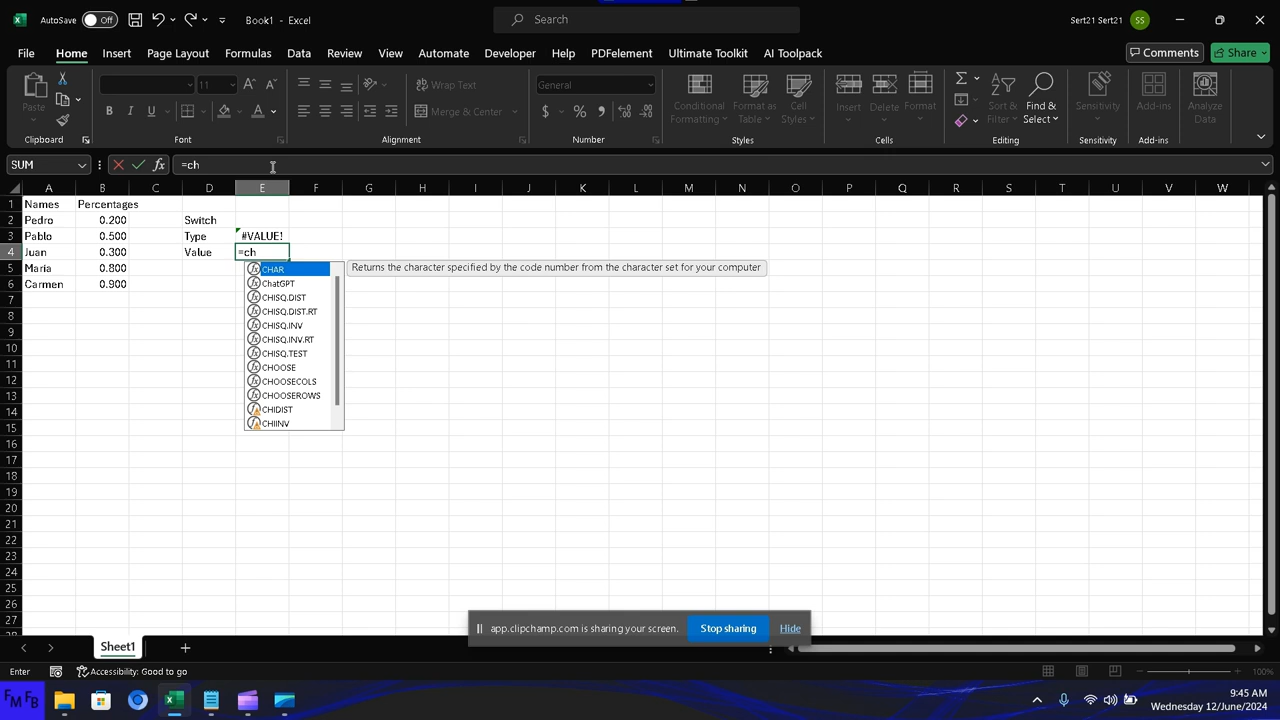 AutoSave Off Book1 - Excel Search Sert21 Sert21 SS
File Home Insert Page Layout Formulas Data Review View Automate Developer Help PDFelement Ultimate Toolkit AI Toolpack Comments Share
Paste
Clipboard
11 A A
B I U A
Font
Wrap Text
Merge & Center
Alignment
General
$ % ,
Number
Conditional Formatting
Format as Table
Cell Styles
Styles
Insert
Delete
Format
Cells
Sort & Filter
Find & Select
Editing
Sensitivity
Sensitivity
Add-ins
Add-ins
Analyze Data
SUM fx =ch
A B C D E F G H I J K L M N O P Q R S T U V W
1 Names Percentages
2 Pedro 0.200 Switch
3 Pablo 0.500 Type #VALUE!
4 Juan 0.300 Value =ch
5 Maria 0.800
6 Carmen 0.900
7
8
9
10
11
12
13
14
15
16
17
18
19
20
21
22
23
24
25
26
27
CHAR Returns the character specified by the code number from the character set for your computer
ChatGPT
CHISQ.DIST
CHISQ.DIST.RT
CHISQ.INV
CHISQ.INV.RT
CHISQ.TEST
CHOOSE
CHOOSECOLS
CHOOSEROWS
CHIDIST
CHIINV
app.clipchamp.com is sharing your screen. Stop sharing Hide
Sheet1
Enter Accessibility: Good to go 100%
FM FB 9:45 AM
Wednesday 12/June/2024